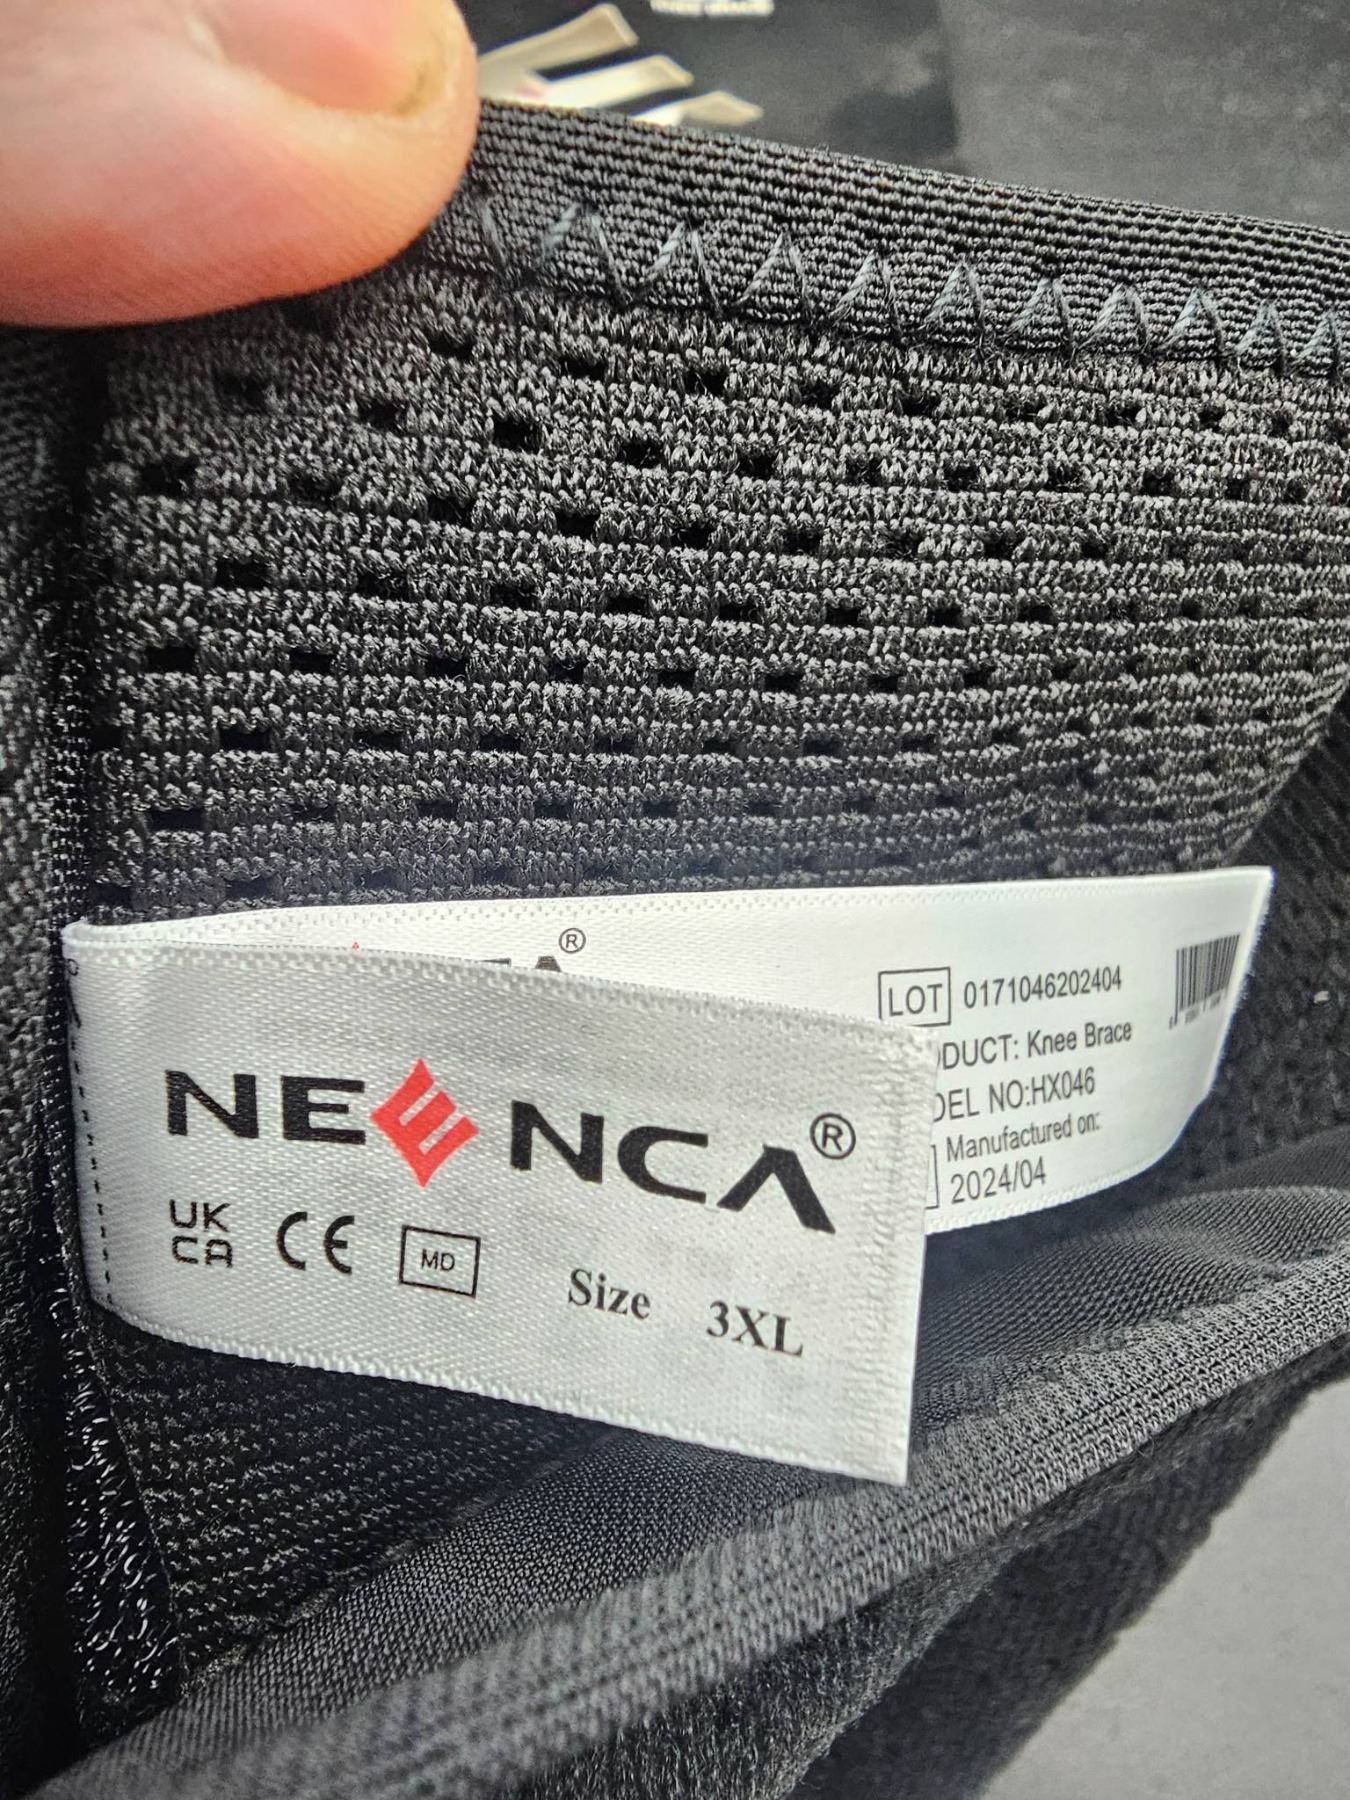 NEENCA®
UK
CA CE MD Size 3XL
®
LOT 0171046202404
DUCT: Knee Brace
DEL NO:HX046
Manufactured on:
2024/04